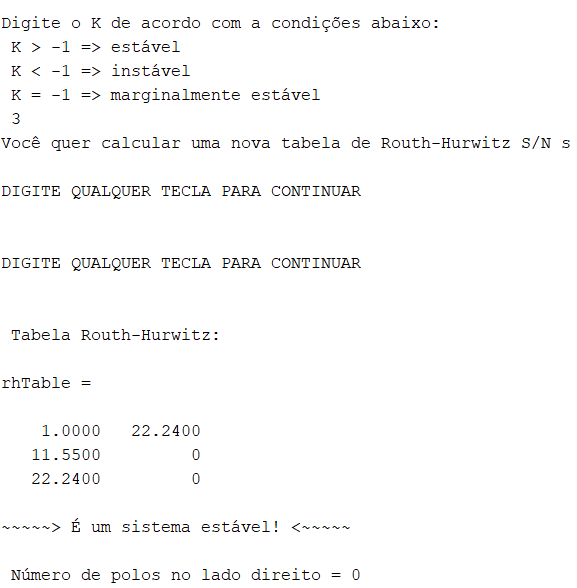 Digite o K de acordo com a condições abaixo:
K > -1 => estável
K < -1 => instável
K = -1 => marginalmente estável
3
Você quer calcular uma nova tabela de Routh-Hurwitz S/N s
DIGITE QUALQUER TECLA PARA CONTINUAR
DIGITE QUALQUER TECLA PARA CONTINUAR
Tabela Routh-Hurwitz:
rhTable =
1.0000 22.2400
11.5500 0
22.2400 0
~~~~~> É um sistema estável! <~~~~~
Número de polos no lado direito = 0